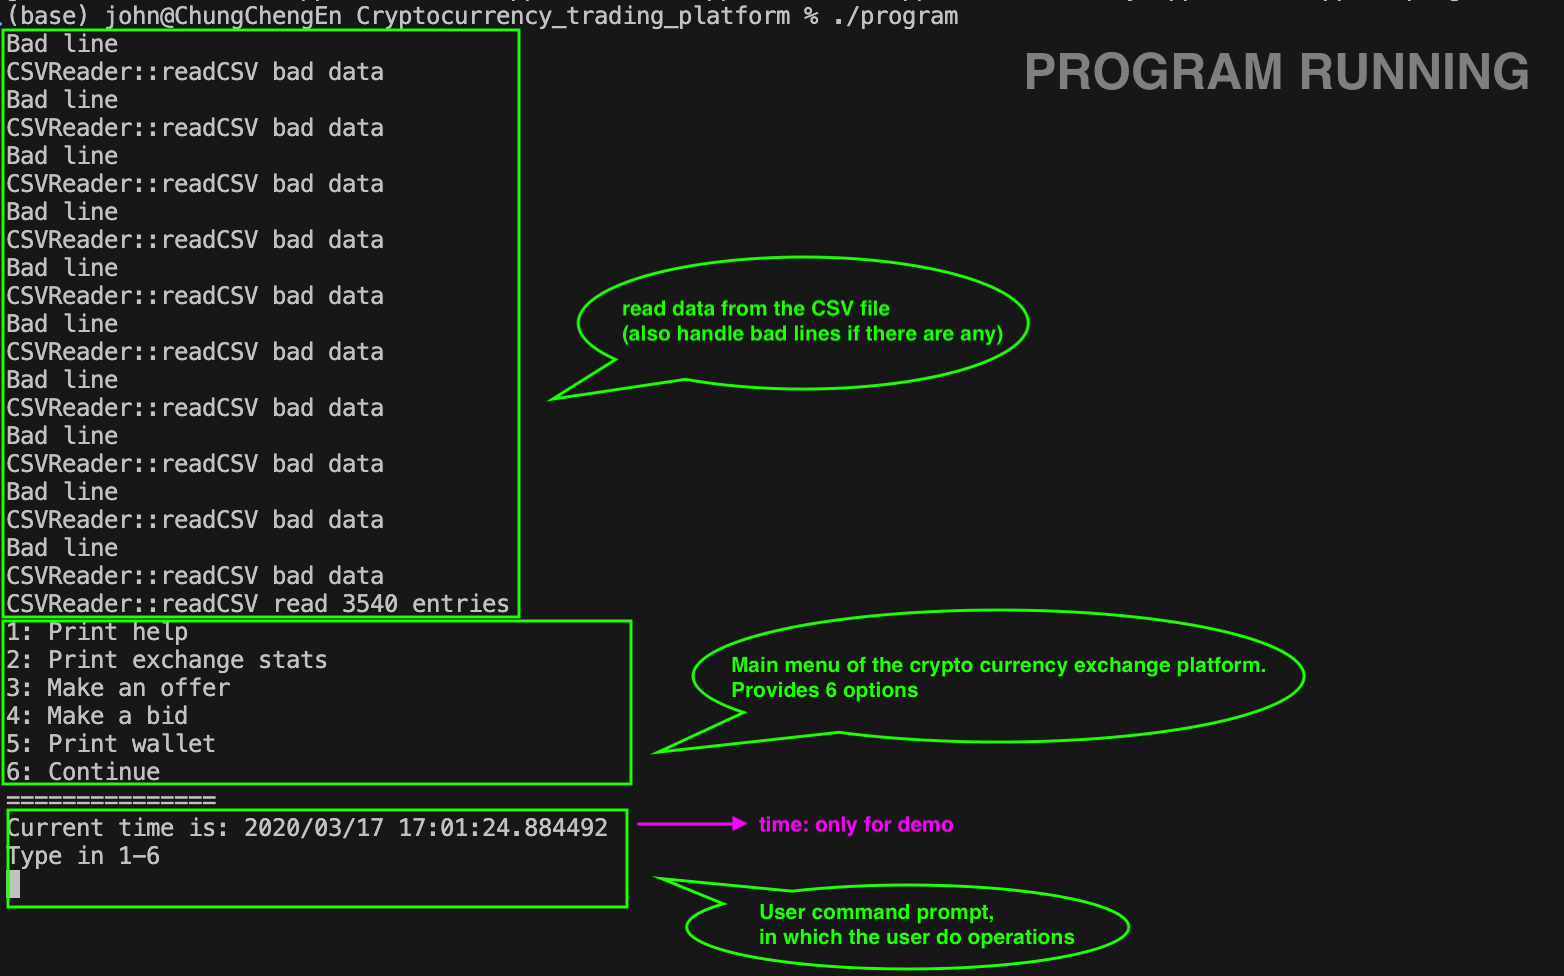 (base) john@ChungChengEn Cryptocurrency_trading_platform % ./program
PROGRAM RUNNING
Bad line
CSVReader::readCSV bad data
Bad line
CSVReader::readCSV bad data
Bad line
CSVReader::readCSV bad data
Bad line
CSVReader::readCSV bad data
Bad line
CSVReader::readCSV bad data
Bad line
CSVReader::readCSV bad data
Bad line
CSVReader::readCSV bad data
Bad line
CSVReader::readCSV bad data
Bad line
CSVReader::readCSV bad data
Bad line
CSVReader::readCSV bad data
CSVReader::readCSV read 3540 entries
read data from the CSV file
(also handle bad lines if there are any)
1: Print help
2: Print exchange stats
3: Make an offer
4: Make a bid
5: Print wallet
6: Continue
Main menu of the crypto currency exchange platform.
Provides 6 options
===============
Current time is: 2020/03/17 17:01:24.884492
time: only for demo
Type in 1-6
User command prompt,
in which the user do operations